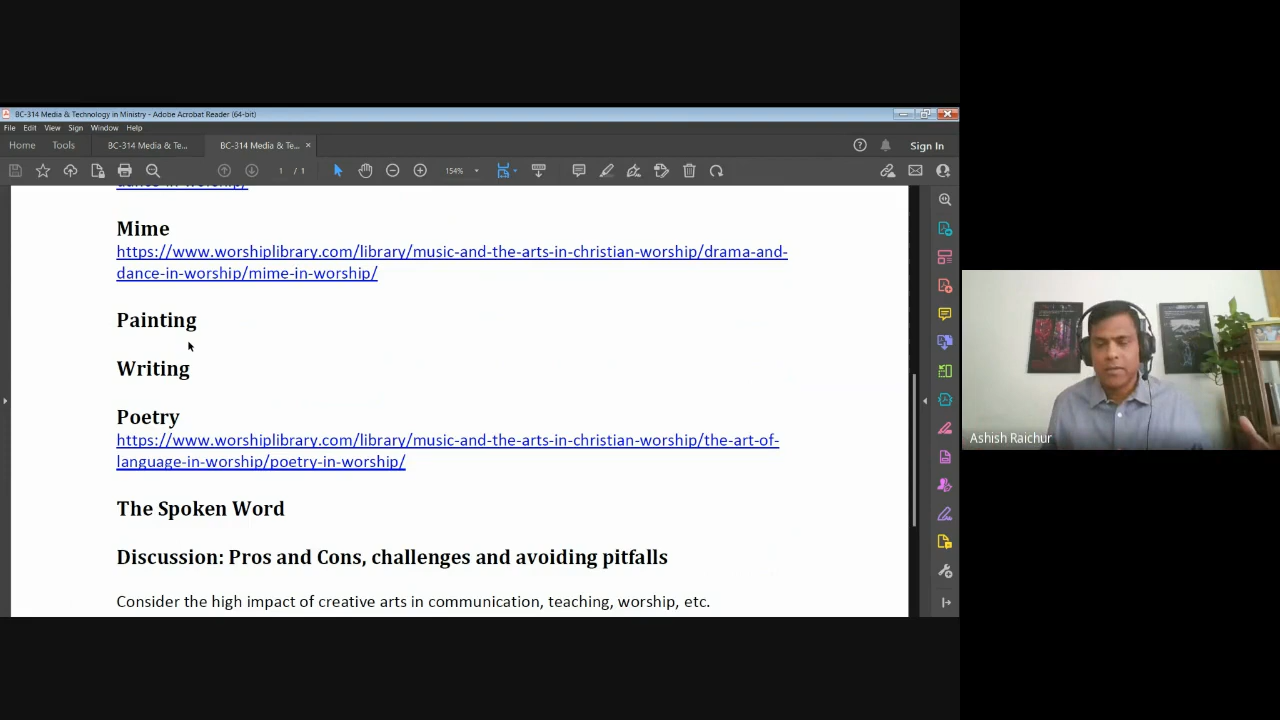 BC-314 Media & Technology in Ministry - Adobe Acrobat Reader (64-bit)
File Edit View Sign Window Help
Home Tools BC-314 Media & Te... BC-314 Media & Te... × Sign In
1 / 1 154%
dance-in-worship/
Mime
https://www.worshiplibrary.com/library/music-and-the-arts-in-christian-worship/drama-and-
dance-in-worship/mime-in-worship/
Painting
Writing
Poetry
https://www.worshiplibrary.com/library/music-and-the-arts-in-christian-worship/the-art-of-
language-in-worship/poetry-in-worship/
The Spoken Word
Discussion: Pros and Cons, challenges and avoiding pitfalls
Consider the high impact of creative arts in communication, teaching, worship, etc.
Ashish Raichur